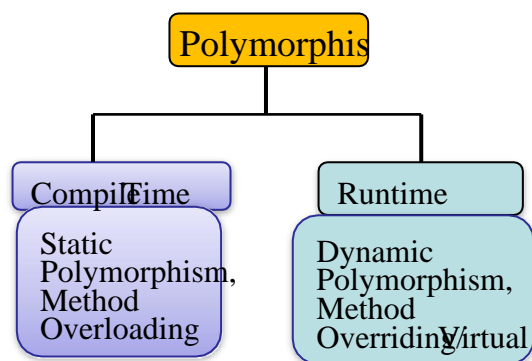 Polymorphis
Compile Time
Static
Polymorphism,
Method
Overloading
Runtime
Dynamic
Polymorphism,
Method
Overriding/Virtual